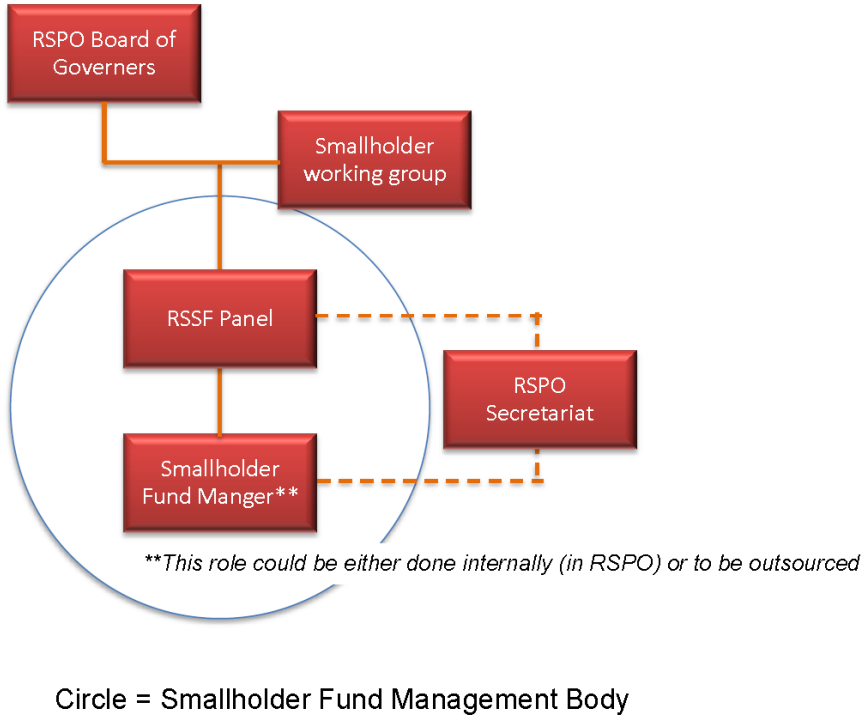 RSPO Board of
Governers
Smallholder
working group
RSSF Panel
RSPO
Secretariat
Smallholder
Fund Manger**
**This role could be either done internally (in RSPO) or to be outsourced
Circle = Smallholder Fund Management Body